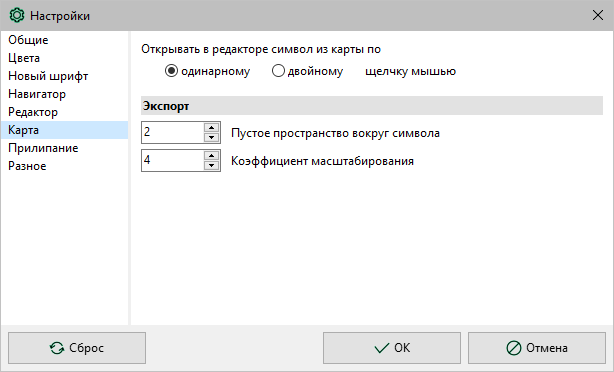 Настройки
Общие
Цвета
Новый шрифт
Навигатор
Редактор
Карта
Прилипание
Разное
Открывать в редакторе символ из карты по
одинарному двойному щелчку мышью
Экспорт
2 Пустое пространство вокруг символа
4 Коэффициент масштабирования
Сброс ОК Отмена